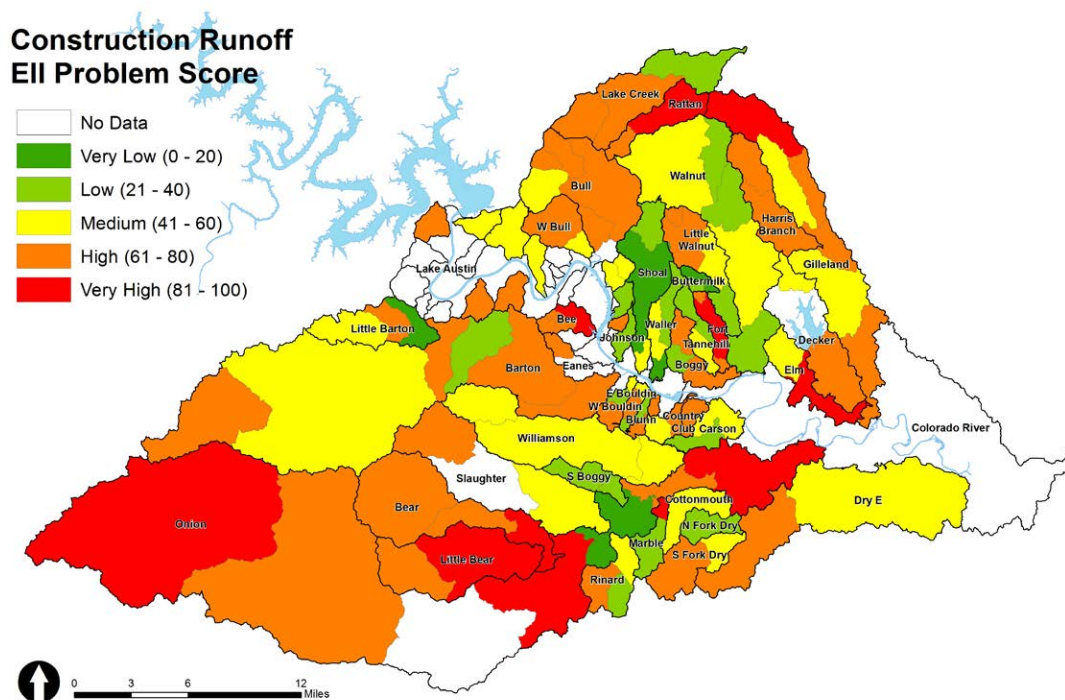 Construction Runoff
EII Problem Score
No Data
Very Low (0 - 20)
Low (21 - 40)
Medium (41 - 60)
High (61 - 80)
Very High (81 - 100)
Lake Creek
Rattan
Bull
Walnut
W Bull
Little
Walnut
Harris
Branch
Lake Austin
Gilleland
Shoal
Buttermilk
Little Barton
Bee
Johnson
Waller
Fort
Tannehill
Decker
Barton
Eanes
Boggy
Elm
E Bouldin
W Bouldin
Blunn
Country
Club
Carson
Colorado River
Williamson
Slaughter
S Boggy
Bear
Cottonmouth
Dry E
Onion
N Fork Dry
Marble
Little Bear
S Fork Dry
Rinard
0
3
6
12
Miles